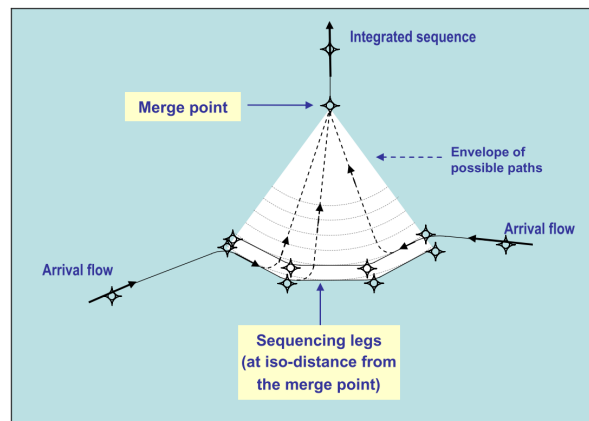 Integrated sequence
Merge point
Envelope of
possible paths
Arrival flow
Arrival flow
Sequencing legs
(at iso-distance from
the merge point)